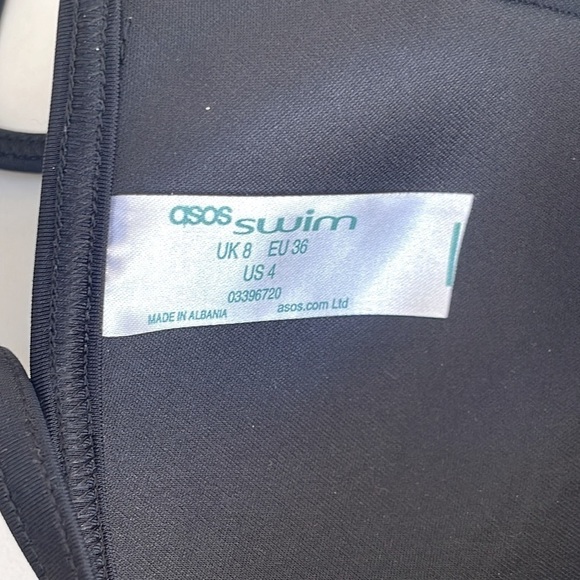 asos swim
UK 8 EU 36
US 4
03396720
MADE IN ALBANIA asos.com Ltd